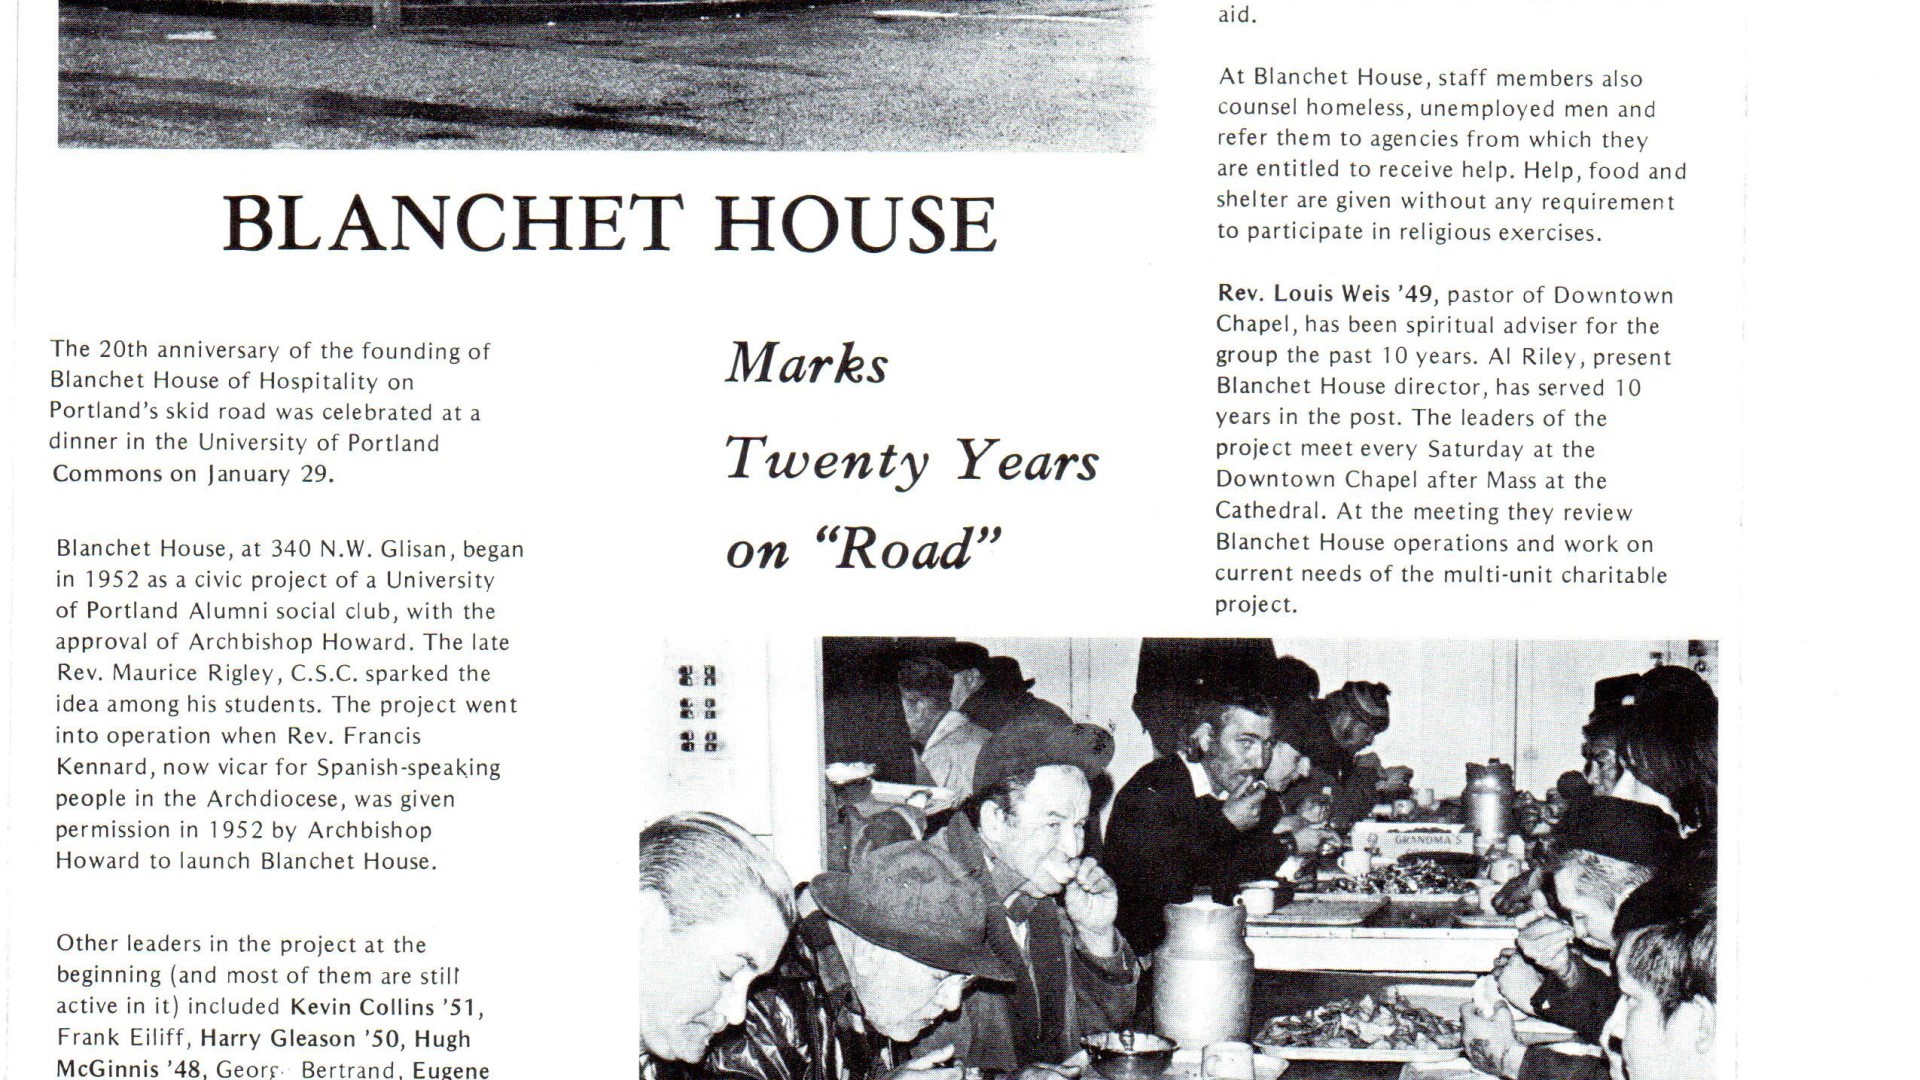 BLANCHET HOUSE
Marks
Twenty Years
on “Road”
The 20th anniversary of the founding of
Blanchet House of Hospitality on
Portland’s skid road was celebrated at a
dinner in the University of Portland
Commons on January 29.
Blanchet House, at 340 N.W. Glisan, began
in 1952 as a civic project of a University
of Portland Alumni social club, with the
approval of Archbishop Howard. The late
Rev. Maurice Rigley, C.S.C. sparked the
idea among his students. The project went
into operation when Rev. Francis
Kennard, now vicar for Spanish-speaking
people in the Archdiocese, was given
permission in 1952 by Archbishop
Howard to launch Blanchet House.
Other leaders in the project at the
beginning (and most of them are still
active in it) included Kevin Collins ’51,
Frank Eiliff, Harry Gleason ’50, Hugh
McGinnis ’48, Bertrand, Eugene
aid.
At Blanchet House, staff members also
counsel homeless, unemployed men and
refer them to agencies from which they
are entitled to receive help. Help, food and
shelter are given without any requirement
to participate in religious exercises.
Rev. Louis Weis ’49, pastor of Downtown
Chapel, has been spiritual adviser for the
group the past 10 years. Al Riley, present
Blanchet House director, has served 10
years in the post. The leaders of the
project meet every Saturday at the
Downtown Chapel after Mass at the
Cathedral. At the meeting they review
Blanchet House operations and work on
current needs of the multi-unit charitable
project.
GRANDMA'S